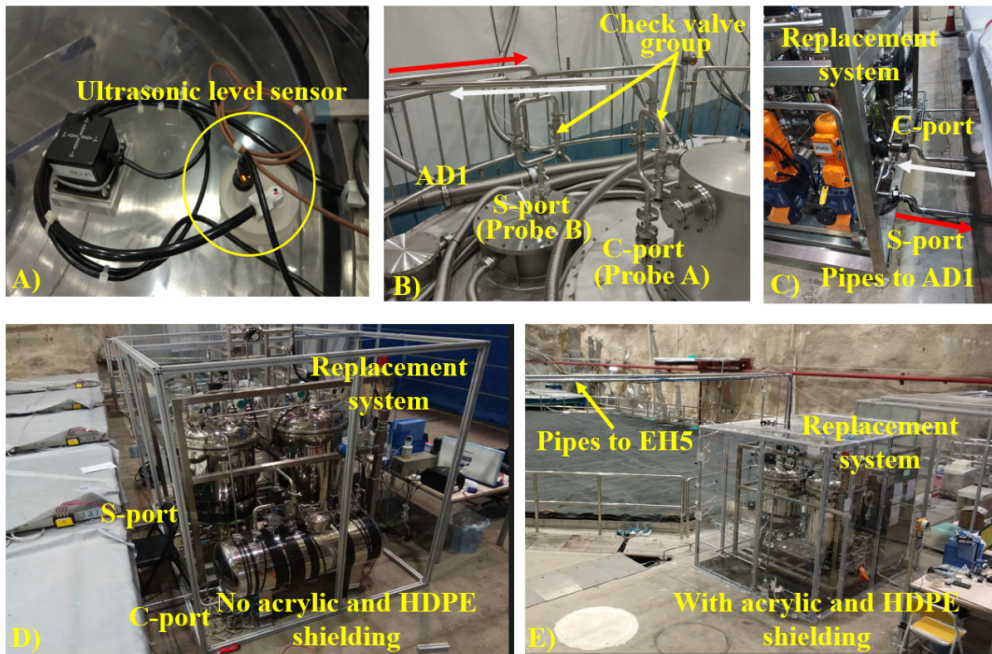 Ultrasonic level sensor
A)
Check valve
group
AD1
S-port
(Probe B)
C-port
(Probe A)
B)
Replacement
system
C-port
S-port
Pipes to AD1
C)
Replacement
system
S-port
C-port
No acrylic and HDPE
shielding
D)
Pipes to EH5
Replacement
system
With acrylic and HDPE
shielding
E)